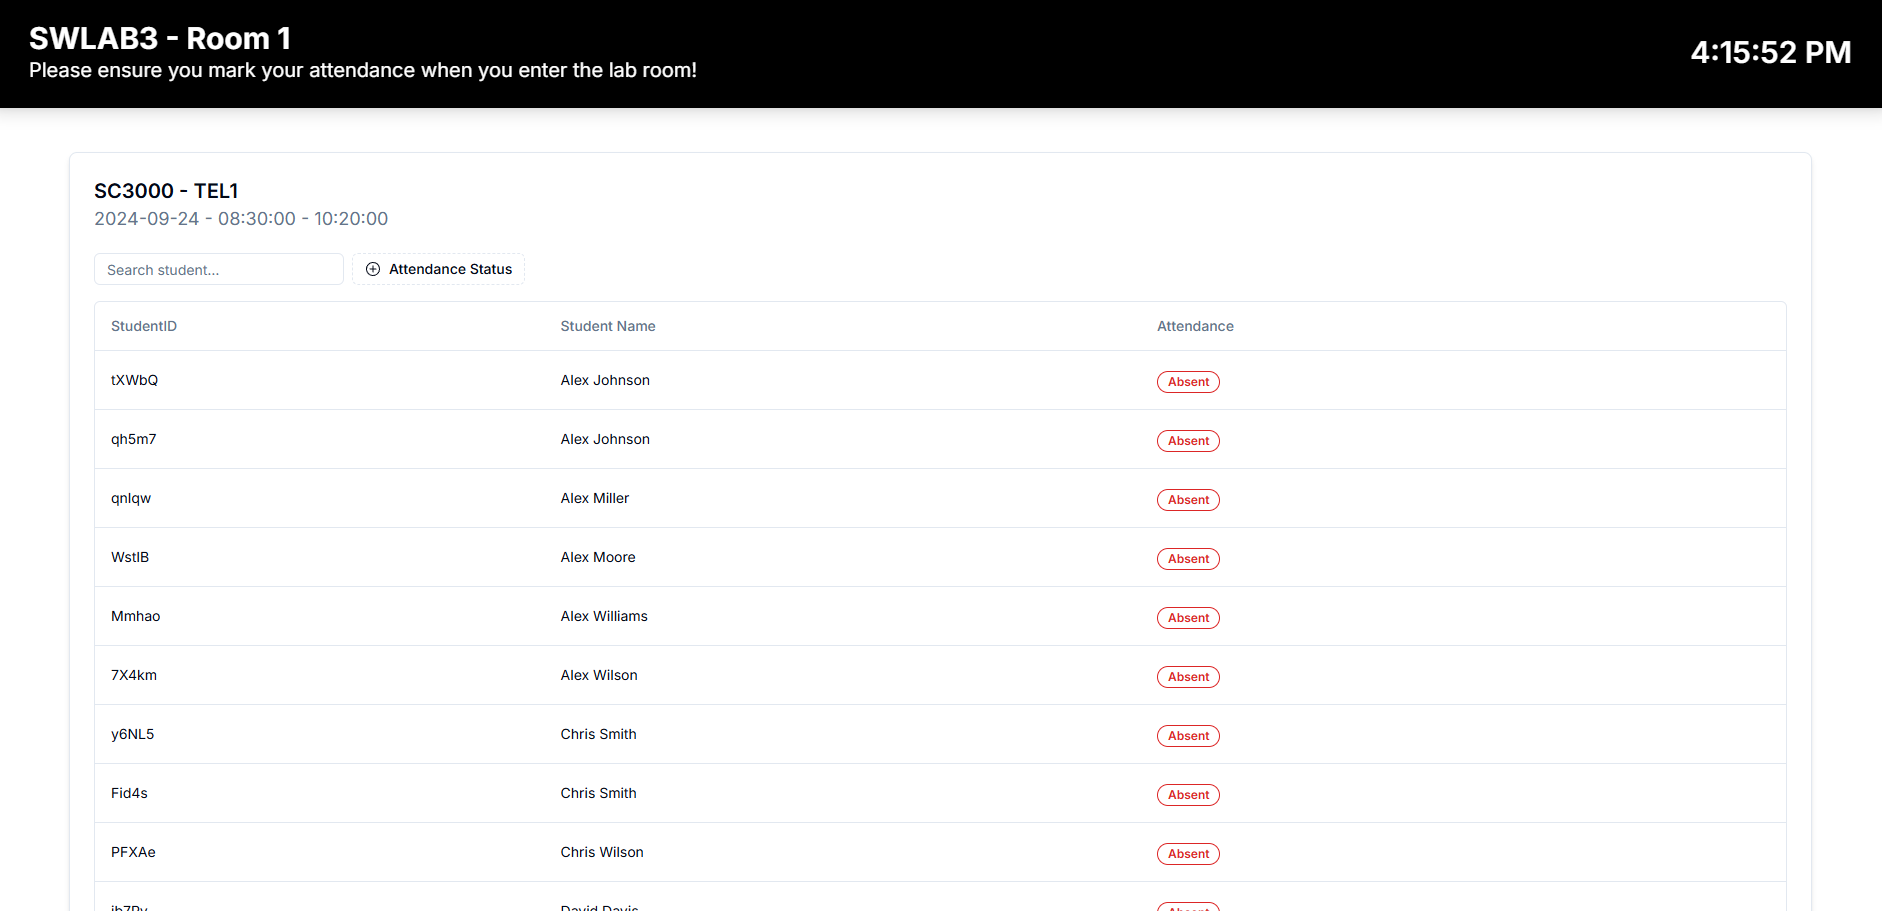 SWLAB3 - Room 1
Please ensure you mark your attendance when you enter the lab room!
4:15:52 PM
SC3000 - TEL1
2024-09-24 - 08:30:00 - 10:20:00
Search student...
Attendance Status
StudentID Student Name Attendance
tXWbQ Alex Johnson Absent
qh5m7 Alex Johnson Absent
qnlqw Alex Miller Absent
WstIB Alex Moore Absent
Mmhao Alex Williams Absent
7X4km Alex Wilson Absent
y6NL5 Chris Smith Absent
Fid4s Chris Smith Absent
PFXAe Chris Wilson Absent
David Davis Absent